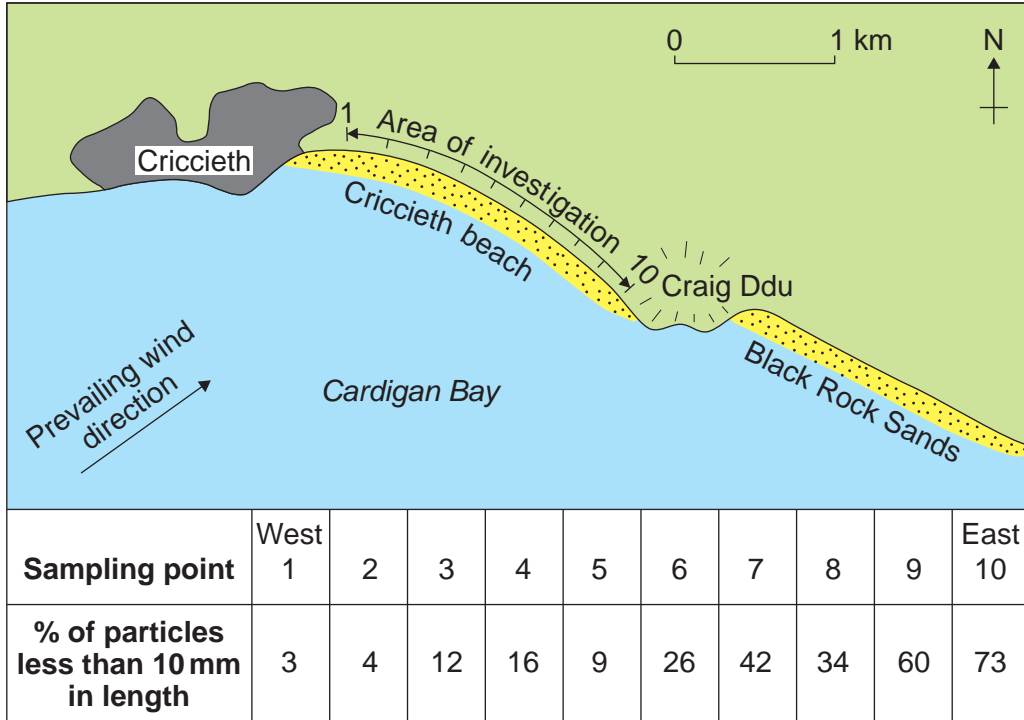 0 1 km
N
1 Area of investigation 10
Criccieth
Criccieth beach
Craig Ddu
Prevailing wind
direction
Cardigan Bay
Black Rock Sands
West East
Sampling point 1 2 3 4 5 6 7 8 9 10
% of particles
less than 10 mm
in length 3 4 12 16 9 26 42 34 60 73